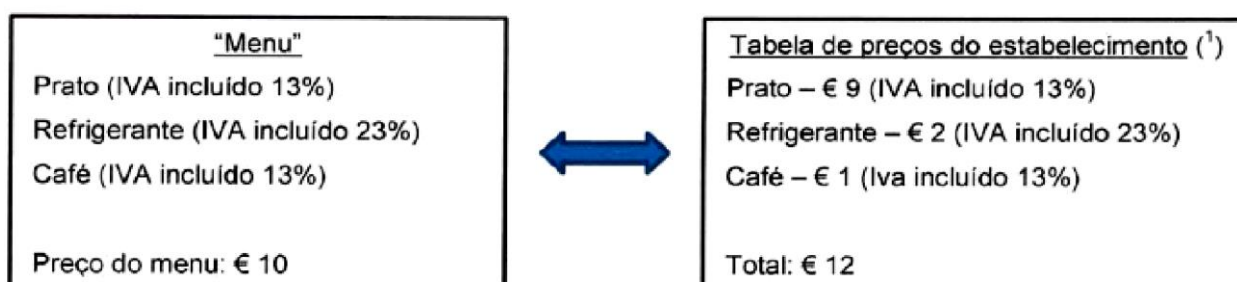 "Menu"
Prato (IVA incluído 13%)
Refrigerante (IVA incluído 23%)
Café (IVA incluído 13%)
Preço do menu: € 10
Tabela de preços do estabelecimento (¹)
Prato – € 9 (IVA incluído 13%)
Refrigerante – € 2 (IVA incluído 23%)
Café – € 1 (Iva incluído 13%)
Total: € 12